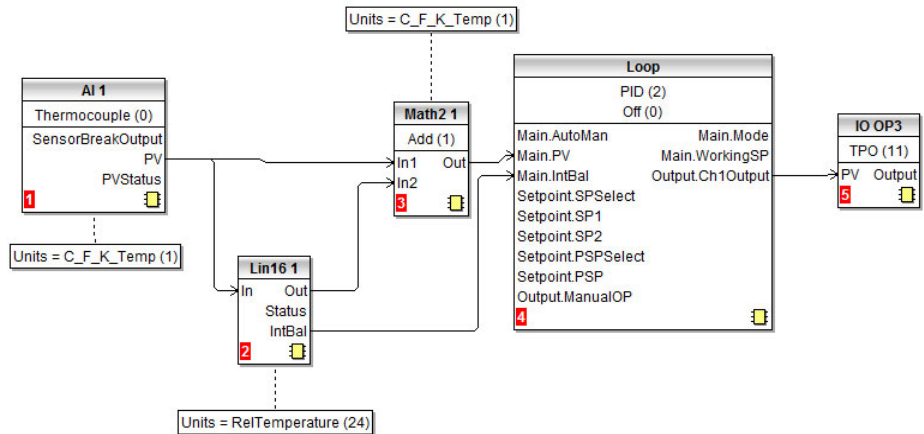 Units = C_F_K_Temp (1)
AI 1
Thermocouple (0)
SensorBreakOutput
PV
PVStatus
1
Units = C_F_K_Temp (1)
Lin16 1
In Out
Status
IntBal
2
Units = RelTemperature (24)
Math2 1
Add (1)
In1 Out
In2
3
Loop
PID (2)
Off (0)
Main.AutoMan Main.Mode
Main.PV Main.WorkingSP
Main.IntBal Output.Ch1Output
Setpoint.SPSelect
Setpoint.SP1
Setpoint.SP2
Setpoint.PSPSelect
Setpoint.PSP
Output.ManualOP
4
IO OP3
TPO (11)
PV Output
5